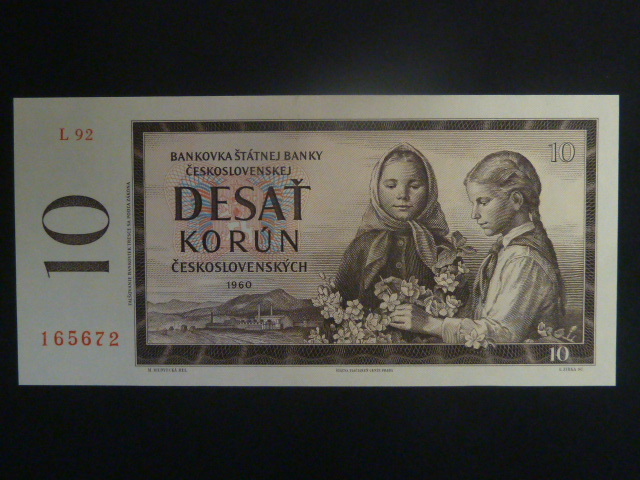 L 92
10
165672
BANKOVKA ŠTÁTNEJ BANKY
ČESKOSLOVENSKEJ
DESAŤ
KORÚN
ČESKOSLOVENSKÝCH
1960
10
10